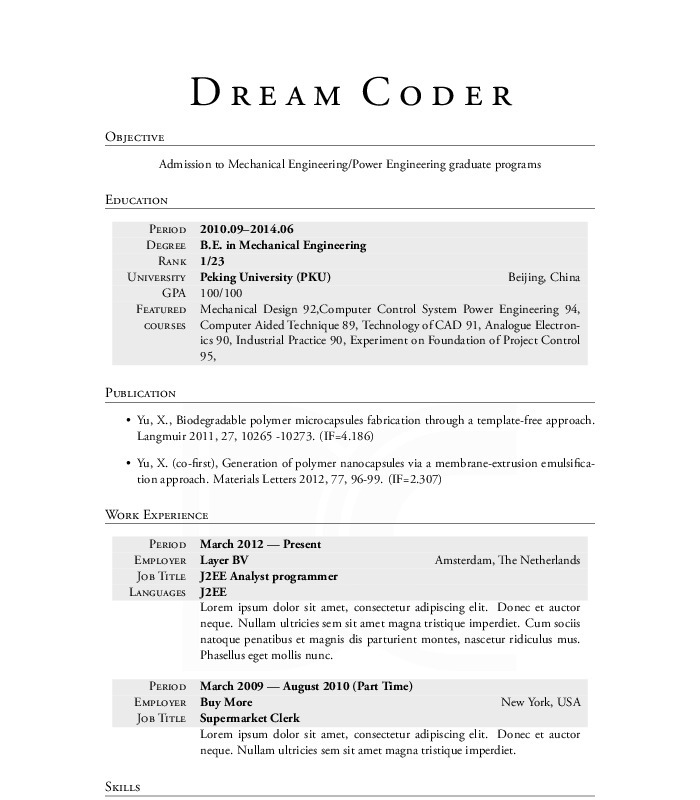 Dream Coder
Objective
Admission to Mechanical Engineering/Power Engineering graduate programs
Education
Period 2010.09–2014.06
Degree B.E. in Mechanical Engineering
Rank 1/23
University Peking University (PKU) Beijing, China
GPA 100/100
Featured Mechanical Design 92,Computer Control System Power Engineering 94,
courses Computer Aided Technique 89, Technology of CAD 91, Analogue Electron-
ics 90, Industrial Practice 90, Experiment on Foundation of Project Control
95,
Publication
• Yu, X., Biodegradable polymer microcapsules fabrication through a template-free approach.
Langmuir 2011, 27, 10265 -10273. (IF=4.186)
• Yu, X. (co-first), Generation of polymer nanocapsules via a membrane-extrusion emulsifica-
tion approach. Materials Letters 2012, 77, 96-99. (IF=2.307)
Work Experience
Period March 2012 — Present
Employer Layer BV Amsterdam, The Netherlands
Job Title J2EE Analyst programmer
Languages J2EE
Lorem ipsum dolor sit amet, consectetur adipiscing elit. Donec et auctor
neque. Nullam ultricies sem sit amet magna tristique imperdiet. Cum sociis
natoque penatibus et magnis dis parturient montes, nascetur ridiculus mus.
Phasellus eget mollis nunc.
Period March 2009 — August 2010 (Part Time)
Employer Buy More New York, USA
Job Title Supermarket Clerk
Lorem ipsum dolor sit amet, consectetur adipiscing elit. Donec et auctor
neque. Nullam ultricies sem sit amet magna tristique imperdiet.
Skills